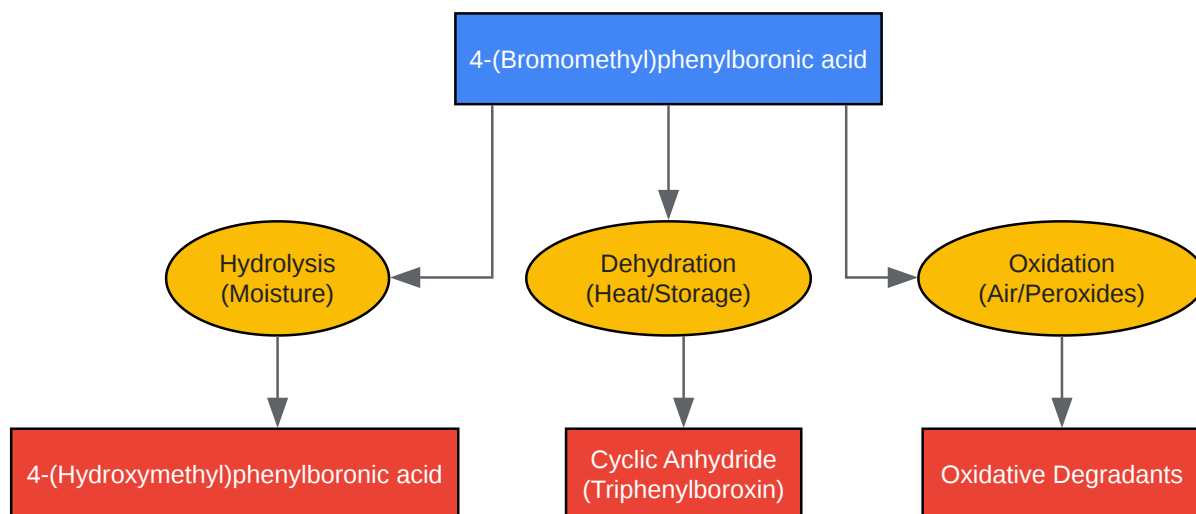 4-(Bromomethyl)phenylboronic acid
Hydrolysis
(Moisture)
Dehydration
(Heat/Storage)
Oxidation
(Air/Peroxides)
4-(Hydroxymethyl)phenylboronic acid
Cyclic Anhydride
(Triphenylboroxin)
Oxidative Degradants